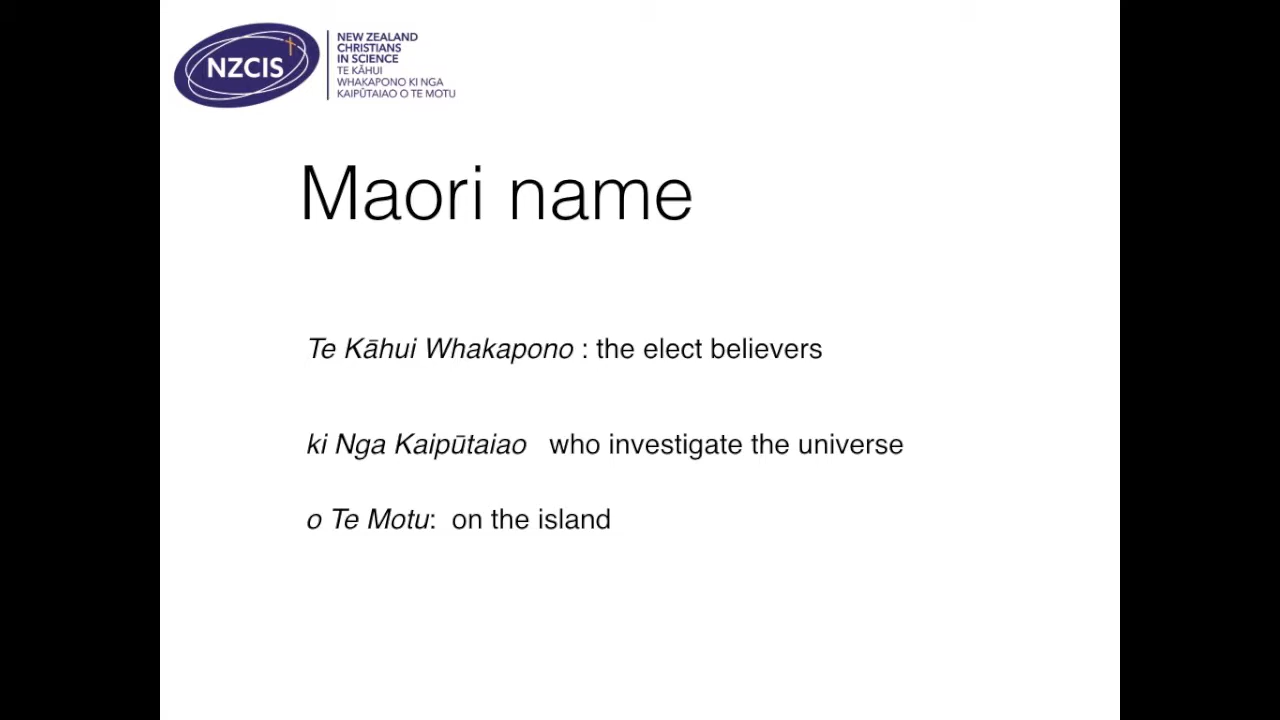 NZCIS
NEW ZEALAND
CHRISTIANS
IN SCIENCE
TE KĀHUI
WHAKAPONO KI NGA
KAIPŪTAIAO O TE MOTU
Maori name
Te Kāhui Whakapono : the elect believers
ki Nga Kaipūtaiao who investigate the universe
o Te Motu: on the island